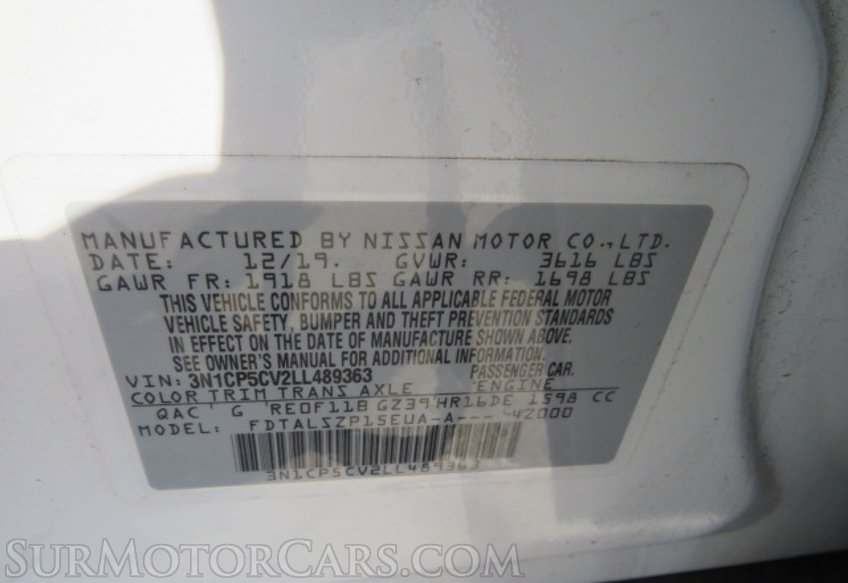 MANUFACTURED BY NISSAN MOTOR CO.,LTD.
DATE: 12/19. GVWR: 3616 LBS
GAWR FR: 1918 LBS GAWR RR: 1698 LBS
THIS VEHICLE CONFORMS TO ALL APPLICABLE FEDERAL MOTOR
VEHICLE SAFETY, BUMPER AND THEFT PREVENTION STANDARDS
IN EFFECT ON THE DATE OF MANUFACTURE SHOWN ABOVE.
SEE OWNER'S MANUAL FOR ADDITIONAL INFORMATION.
VIN: 3N1CP5CV2LL489363 PASSENGER CAR.
COLOR TRIM TRANS AXLE ENGINE
QAC G RE0F11B GZ39 HR16DE 1598 CC
MODEL: FDTALSZP15EUA-A--- -4Z000
3N1CP5CV2LL489363
SURMOTORCARS.COM